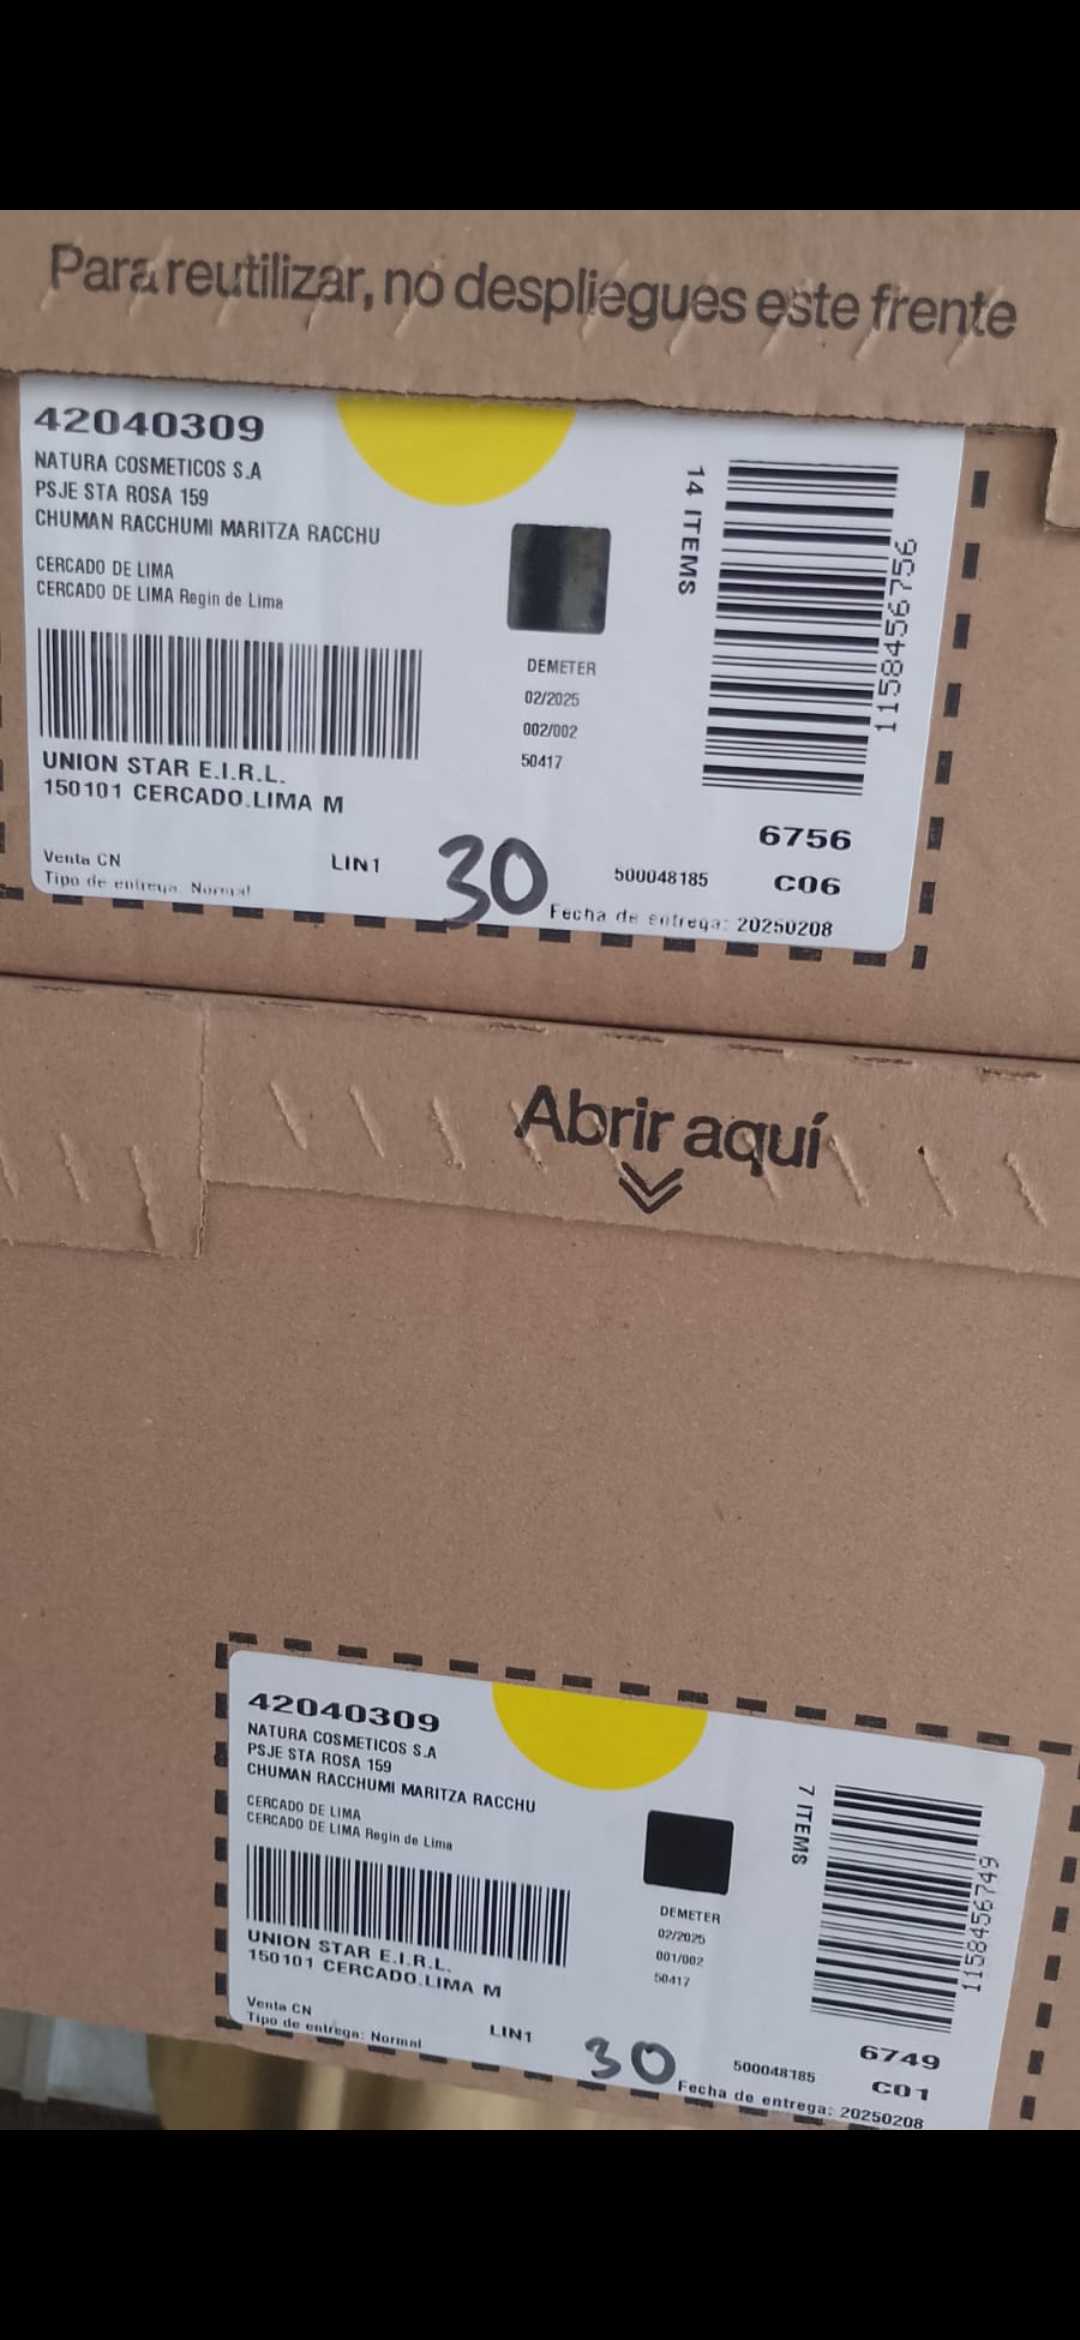 Para reutilizar, no despliegues este frente
42040309
NATURA COSMETICOS S.A
PSJE STA ROSA 159
CHUMAN RACCHUMI MARITZA RACCHU
CERCADO DE LIMA
CERCADO DE LIMA Regin de Lima
UNION STAR E.I.R.L.
150101 CERCADO.LIMA M
Venta CN
Tipo de entrega: Normal
LIN1
30
DEMETER
02/2025
002/002
50417
14 ITEMS
1158456756
6756
500048185
C06
Fecha de entrega: 20250208
Abrir aquí
42040309
NATURA COSMETICOS S.A
PSJE STA ROSA 159
CHUMAN RACCHUMI MARITZA RACCHU
CERCADO DE LIMA
CERCADO DE LIMA Regin de Lima
UNION STAR E.I.R.L.
150101 CERCADO.LIMA M
Venta CN
Tipo de entrega: Normal
LIN1
30
DEMETER
02/2025
001/002
50417
7 ITEMS
1158456749
6749
500048185
C01
Fecha de entrega: 20250208